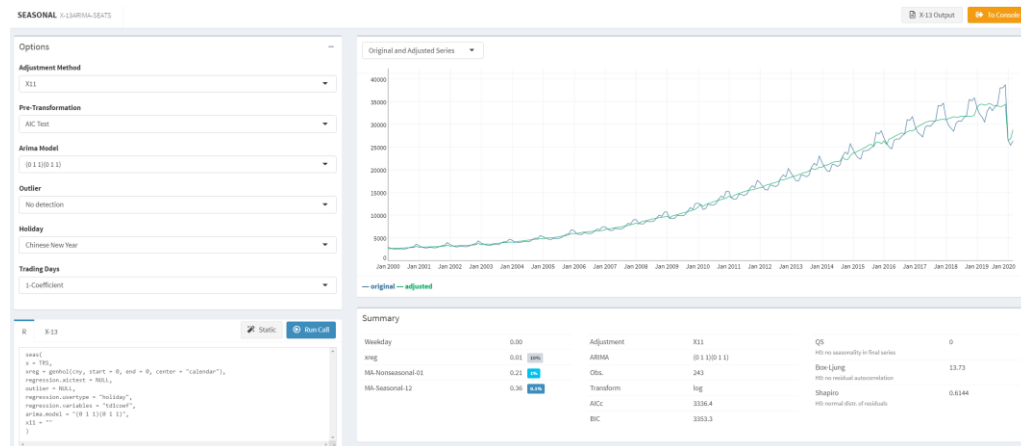 SEASONAL X-13ARIMA-SEATS
X-13 Output
To Console
Options
Adjustment Method
X11
Pre-Transformation
AIC Test
Arima Model
(0 1 1)(0 1 1)
Outlier
No detection
Holiday
Chinese New Year
Trading Days
1-Coefficient
R X-13
Static
Run Call
seas(
x = TRS,
xreg = genhol(cny, start = 0, end = 0, center = "calendar"),
regression.aictest = NULL,
outlier = NULL,
regression.usertype = "holiday",
regression.variables = "td1coef",
arima.model = "(0 1 1)(0 1 1)",
x11 = ""
)
Original and Adjusted Series
40000
35000
30000
25000
20000
15000
10000
5000
0
Jan 2000 Jan 2001 Jan 2002 Jan 2003 Jan 2004 Jan 2005 Jan 2006 Jan 2007 Jan 2008 Jan 2009 Jan 2010 Jan 2011 Jan 2012 Jan 2013 Jan 2014 Jan 2015 Jan 2016 Jan 2017 Jan 2018 Jan 2019 Jan 2020
original adjusted
Summary
Weekday 0.00
xreg 0.01 10%
MA-Nonseasonal-01 0.21 1%
MA-Seasonal-12 0.36 0.1%
Adjustment X11
ARIMA (0 1 1)(0 1 1)
Obs. 243
Transform log
AICc 3336.4
BIC 3353.3
QS 0
H0: no seasonality in final series
Box-Ljung 13.73
H0: no residual autocorrelation
Shapiro 0.6144
H0: normal distr. of residuals